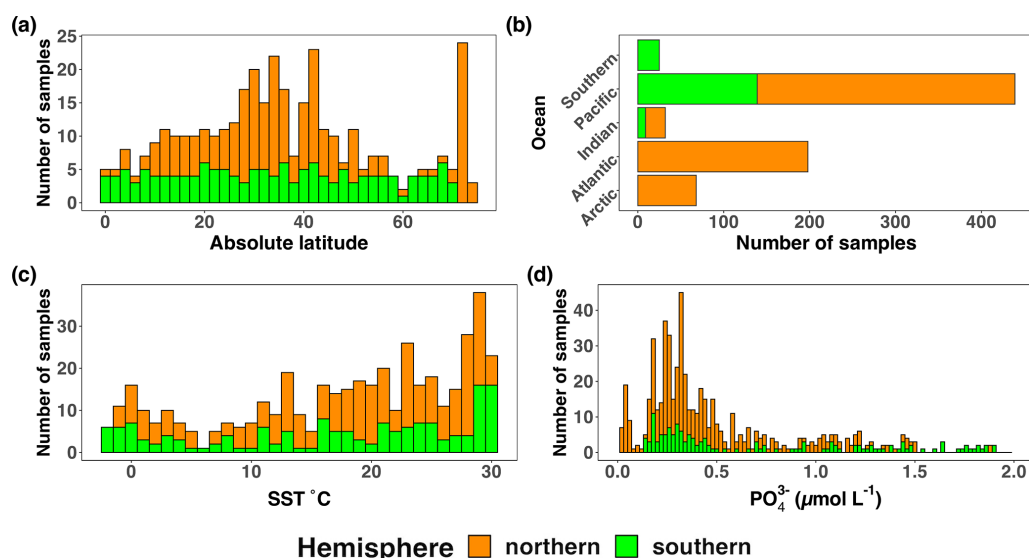 (a)
25
20
15
10
5
0
Number of samples
0 20 40 60
Absolute latitude
(b)
Southern
Pacific
Indian
Atlantic
Arctic
Ocean
0 100 200 300 400
Number of samples
(c)
30
20
10
0
Number of samples
0 10 20 30
SST °C
(d)
40
30
20
10
0
Number of samples
0.0 0.5 1.0 1.5 2.0
PO₄³⁻ (μmol L⁻¹)
Hemisphere northern southern